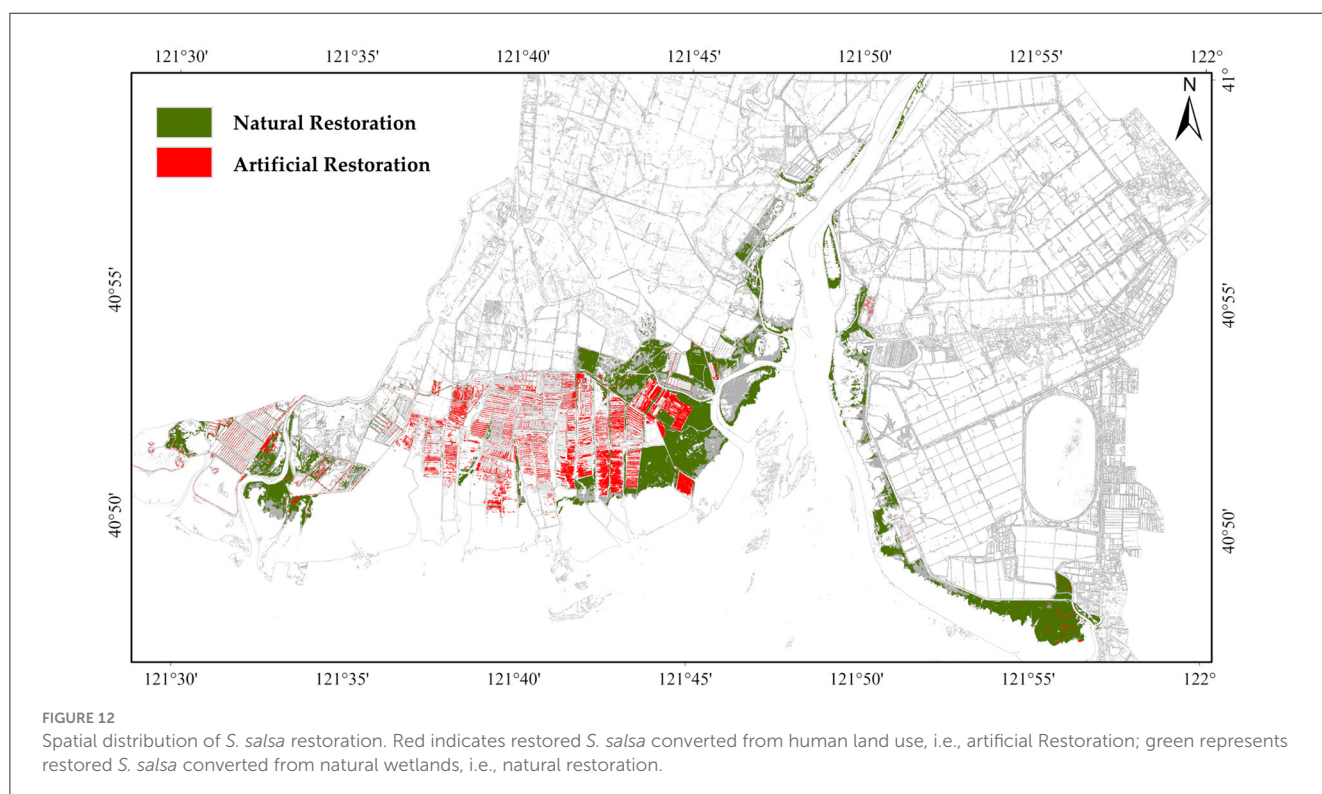 121°30' 121°35' 121°40' 121°45' 121°50' 121°55' 122°
41°
N
Natural Restoration
Artificial Restoration
40°55' 40°55'
40°50' 40°50'
121°30' 121°35' 121°40' 121°45' 121°50' 121°55' 122°
FIGURE 12
Spatial distribution of S. salsa restoration. Red indicates restored S. salsa converted from human land use, i.e., artificial Restoration; green represents
restored S. salsa converted from natural wetlands, i.e., natural restoration.